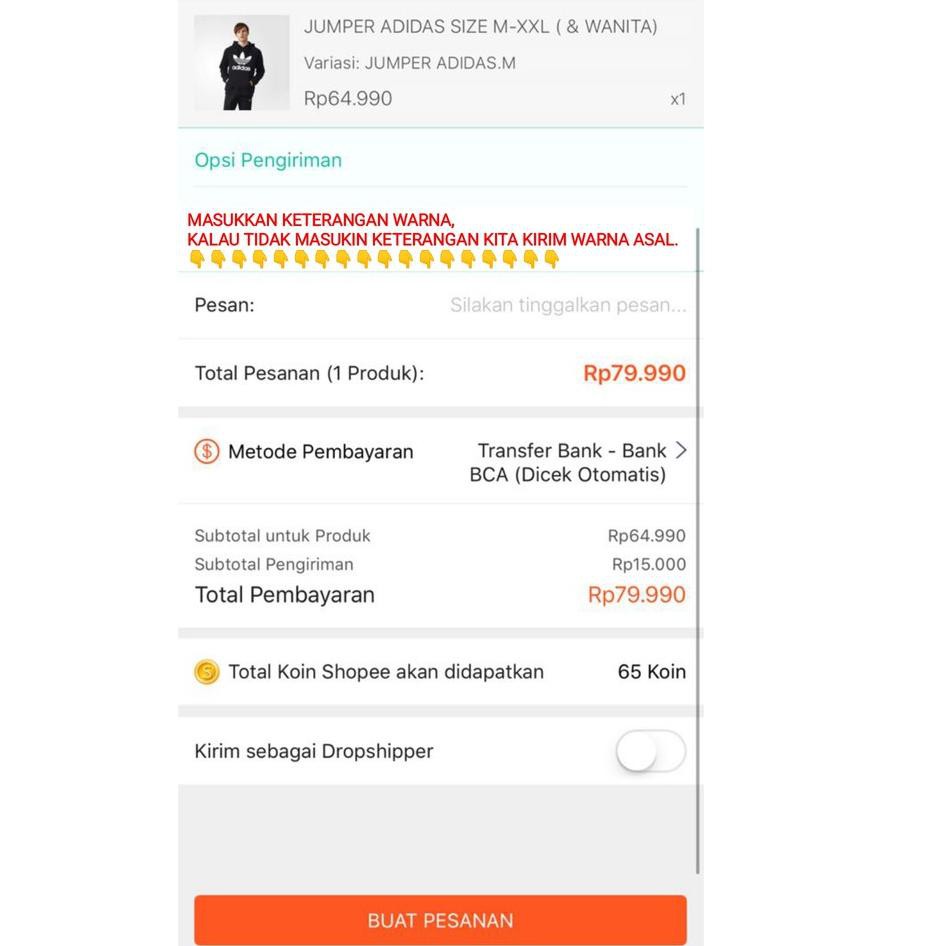 JUMPER ADIDAS SIZE M-XXL ( & WANITA)
Variasi: JUMPER ADIDAS.M
Rp64.990 x1
adidas
Opsi Pengiriman
MASUKKAN KETERANGAN WARNA,
KALAU TIDAK MASUKIN KETERANGAN KITA KIRIM WARNA ASAL.
👇👇👇👇👇👇👇👇👇👇👇👇👇👇👇👇👇👇
Pesan: Silakan tinggalkan pesan...
Total Pesanan (1 Produk): Rp79.990
Metode Pembayaran Transfer Bank - Bank
BCA (Dicek Otomatis)
Subtotal untuk Produk Rp64.990
Subtotal Pengiriman Rp15.000
Total Pembayaran Rp79.990
Total Koin Shopee akan didapatkan 65 Koin
Kirim sebagai Dropshipper
BUAT PESANAN